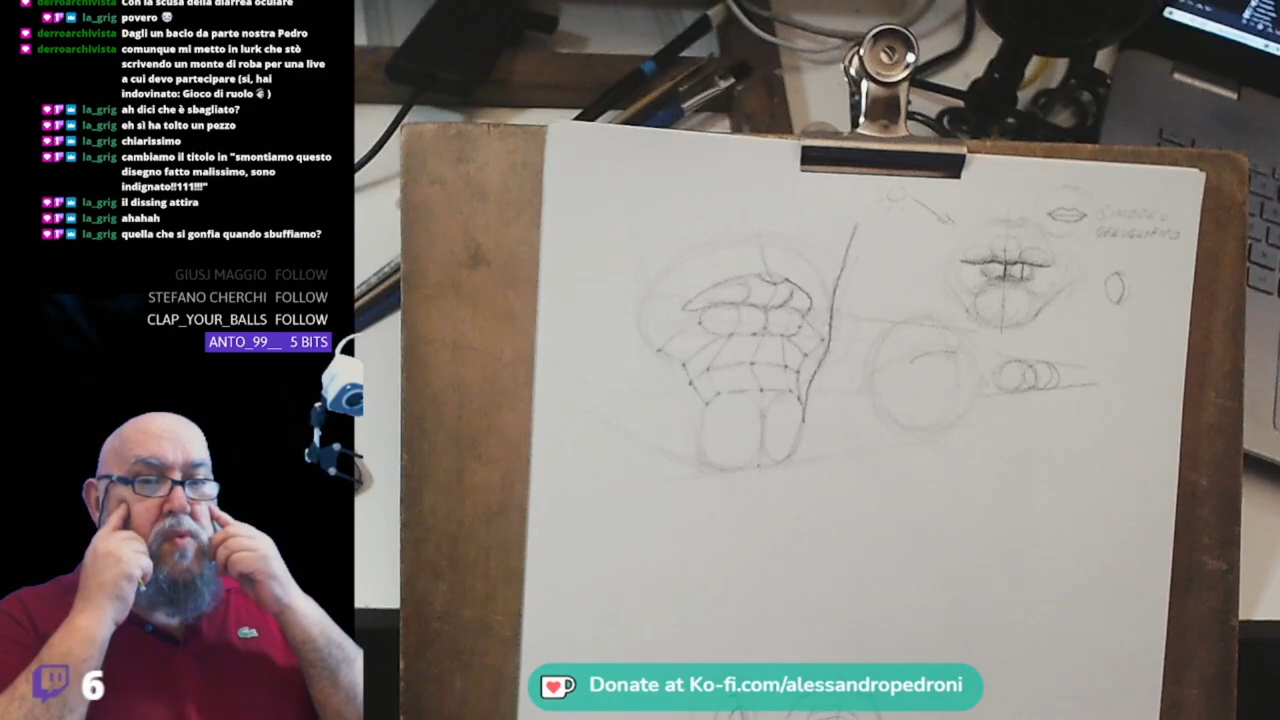 derroarchivista Con la scusa della diarrea oculare
la_grig povero
derroarchivista Dagli un bacio da parte nostra Pedro
derroarchivista comunque mi metto in lurk che stò
scrivendo un monte di roba per una live
a cui devo partecipare (si, hai
indovinato: Gioco di ruolo )
la_grig ah dici che è sbagliato?
la_grig eh sì ha tolto un pezzo
la_grig chiarissimo
la_grig cambiamo il titolo in "smontiamo questo
disegno fatto malissimo, sono
indignato!!111!!!"
la_grig il dissing attira
la_grig ahahah
la_grig quella che si gonfia quando sbuffiamo?
GIUSJ MAGGIO FOLLOW
STEFANO CHERCHI FOLLOW
CLAP_YOUR_BALLS FOLLOW
ANTO_99__ 5 BITS
6
Donate at Ko-fi.com/alessandropedroni